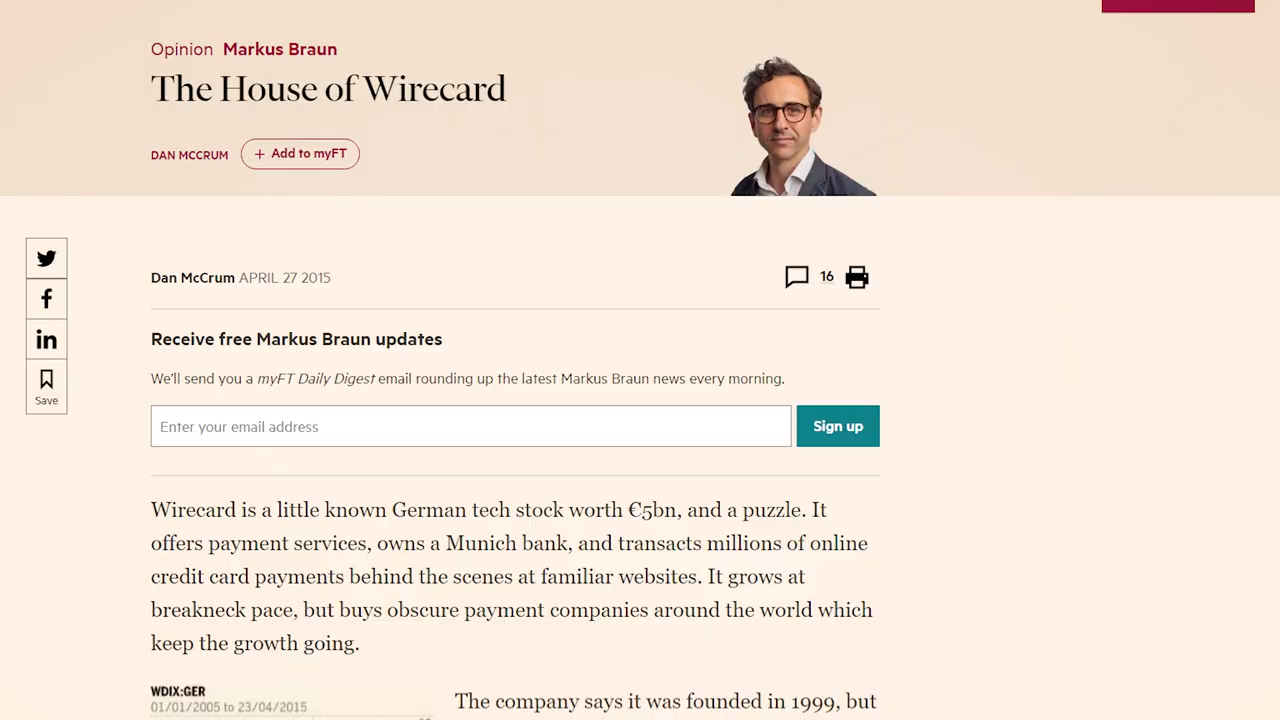 Opinion Markus Braun
The House of Wirecard
DAN MCCRUM + Add to myFT
Dan McCrum APRIL 27 2015 16
Receive free Markus Braun updates
We'll send you a myFT Daily Digest email rounding up the latest Markus Braun news every morning.
Enter your email address Sign up
Save
Wirecard is a little known German tech stock worth €5bn, and a puzzle. It
offers payment services, owns a Munich bank, and transacts millions of online
credit card payments behind the scenes at familiar websites. It grows at
breakneck pace, but buys obscure payment companies around the world which
keep the growth going.
WDIX:GER
01/01/2005 to 23/04/2015
The company says it was founded in 1999, but